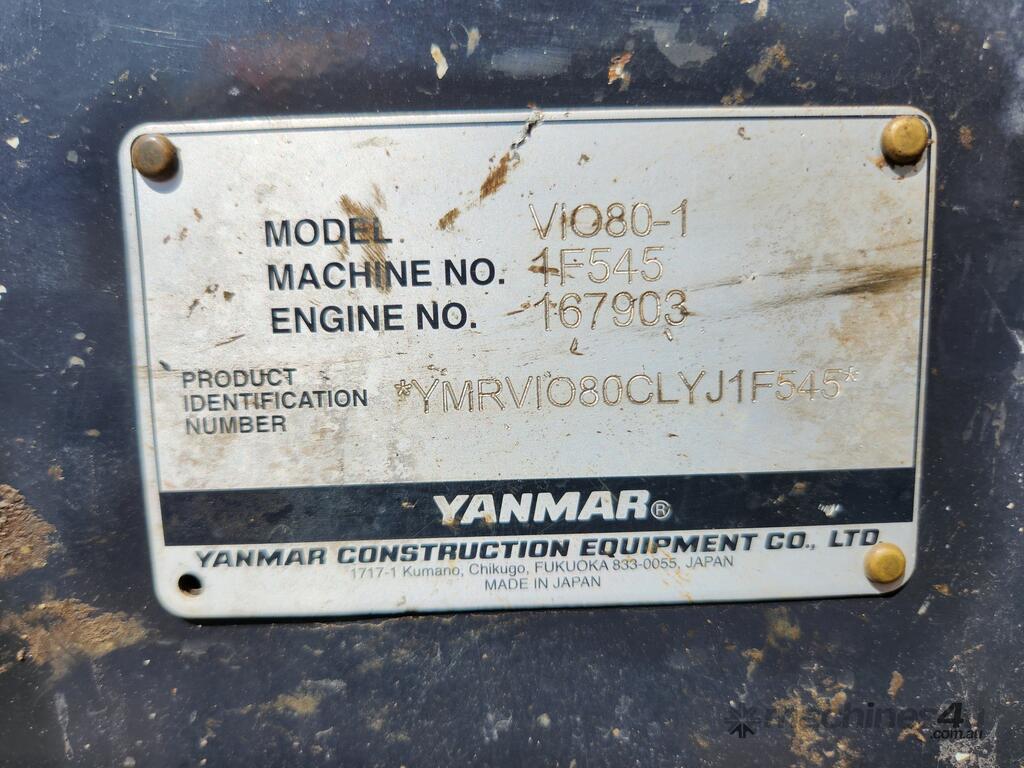 MODEL VIO80-1
MACHINE NO. 1F545
ENGINE NO. 167903
PRODUCT
IDENTIFICATION *YMRVIO80CLYJ1F545*
NUMBER
YANMAR®
YANMAR CONSTRUCTION EQUIPMENT CO., LTD.
1717-1 Kumano, Chikugo, FUKUOKA 833-0055, JAPAN
MADE IN JAPAN
machines4u
.com.au